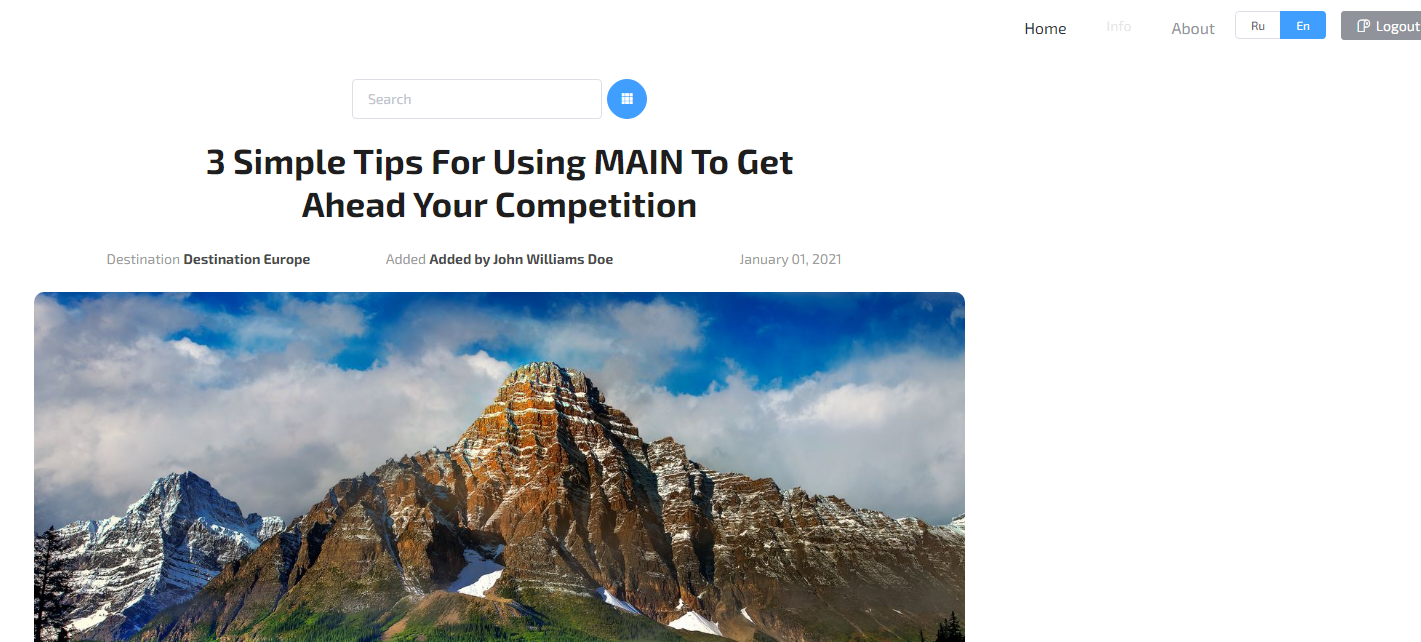 Home Info About Ru En Logout
Search
3 Simple Tips For Using MAIN To Get
Ahead Your Competition
Destination Destination Europe Added Added by John Williams Doe January 01, 2021